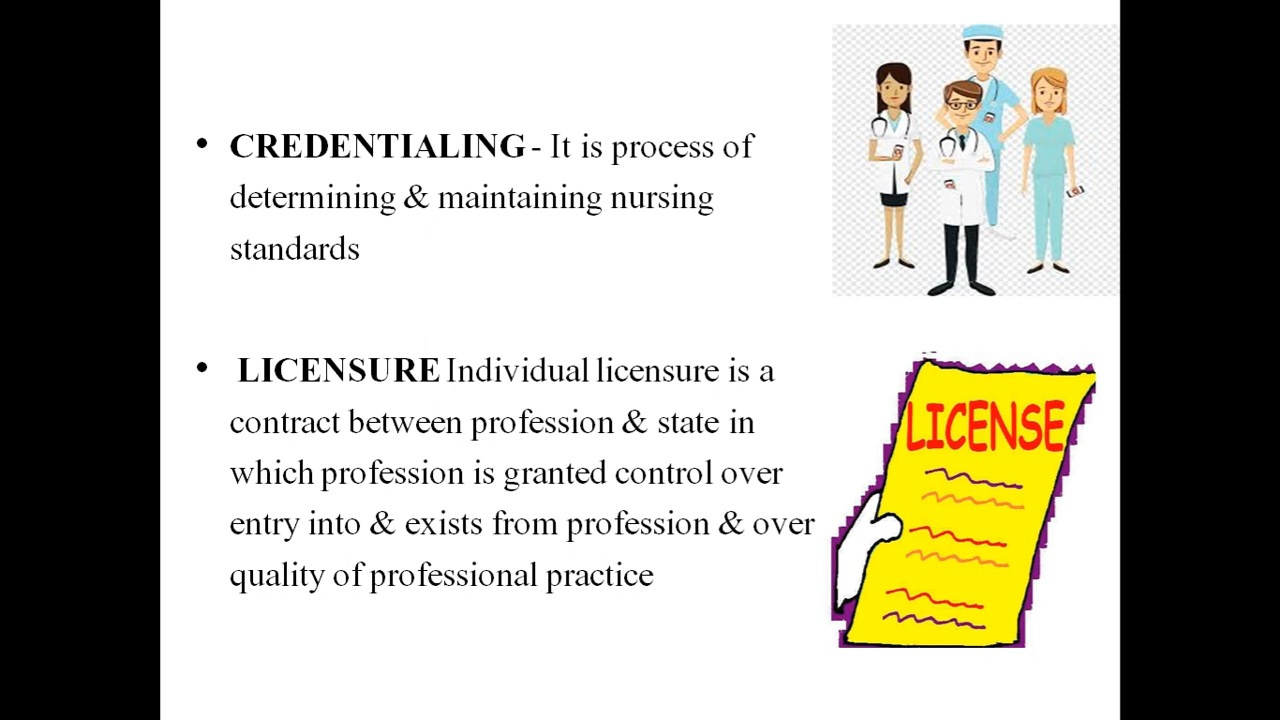 • CREDENTIALING - It is process of
determining & maintaining nursing
standards
• LICENSURE Individual licensure is a
contract between profession & state in
which profession is granted control over
entry into & exists from profession & over
quality of professional practice
LICENSE